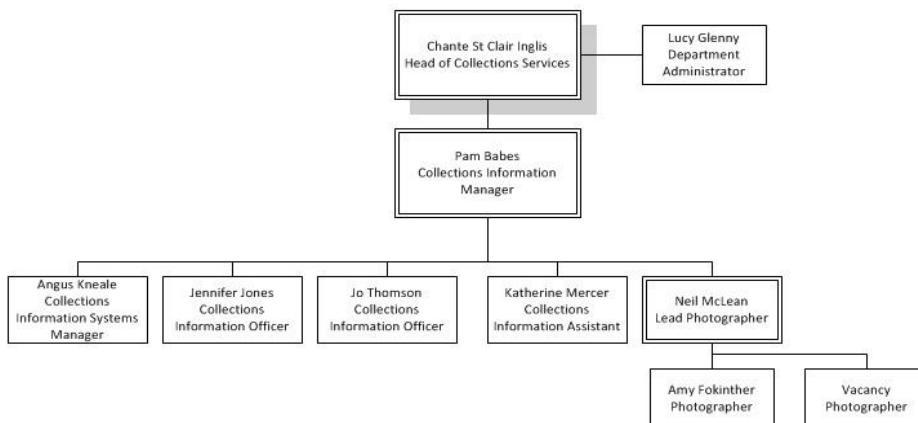 Chante St Clair Inglis
Head of Collections Services
Lucy Glenny
Department
Administrator
Pam Babes
Collections Information
Manager
Angus Kneale
Collections
Information Systems
Manager
Jennifer Jones
Collections
Information Officer
Jo Thomson
Collections
Information Officer
Katherine Mercer
Collections
Information Assistant
Neil McLean
Lead Photographer
Amy Fokinther
Photographer
Vacancy
Photographer